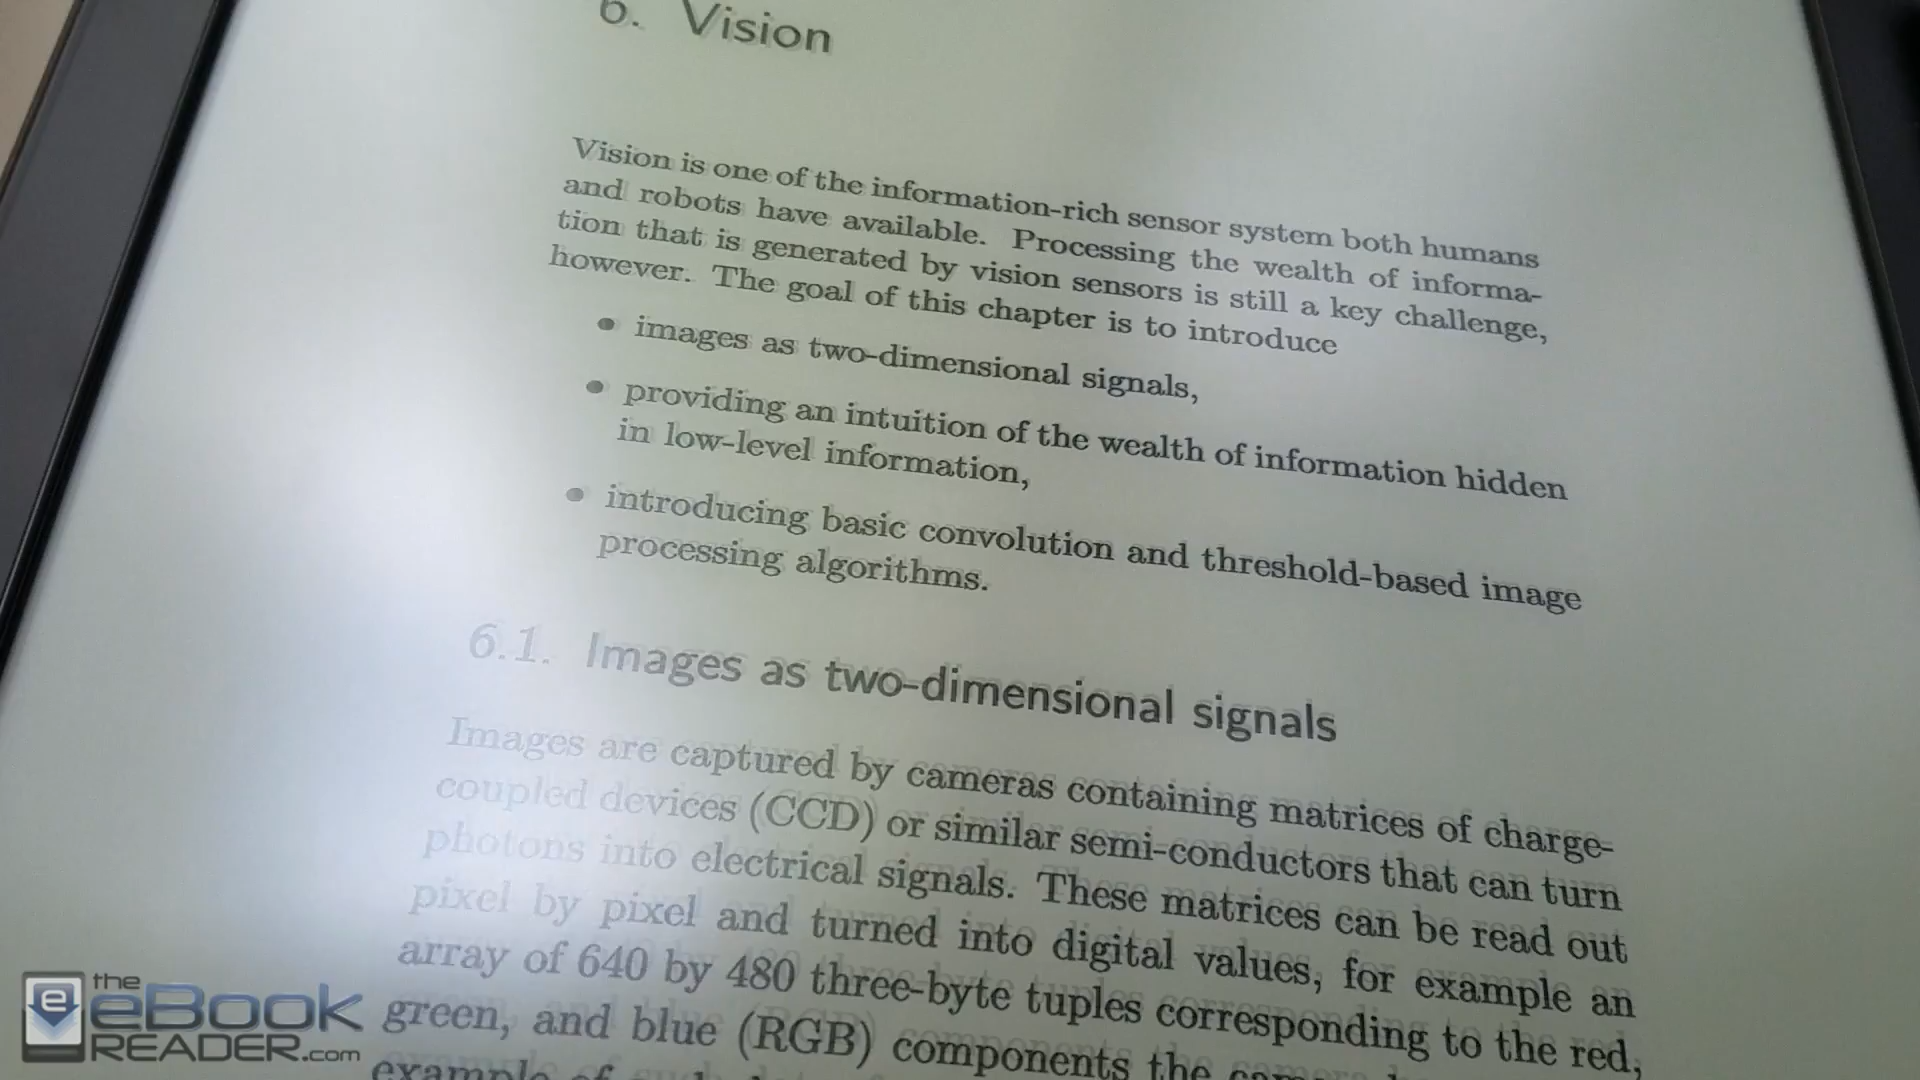 6. Vision
Vision is one of the information-rich sensor system both humans
and robots have available. Processing the wealth of informa-
tion that is generated by vision sensors is still a key challenge,
however. The goal of this chapter is to introduce
• images as two-dimensional signals,
• providing an intuition of the wealth of information hidden
in low-level information,
• introducing basic convolution and threshold-based image
processing algorithms.
6.1. Images as two-dimensional signals
Images are captured by cameras containing matrices of charge-
coupled devices (CCD) or similar semi-conductors that can turn
photons into electrical signals. These matrices can be read out
pixel by pixel and turned into digital values, for example an
array of 640 by 480 three-byte tuples corresponding to the red,
green, and blue (RGB) components the
example of
the
eBook
READER.com